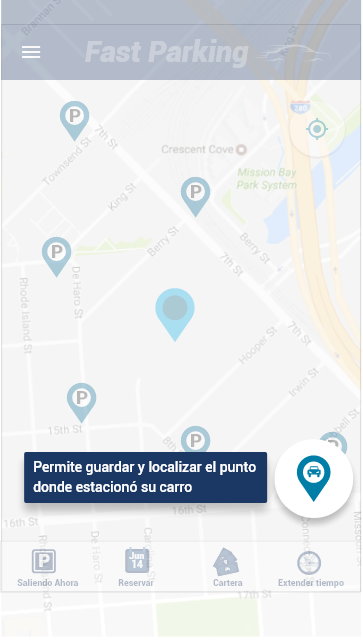 Brannan St
Fast Parking
P
280
7th St
Crescent Cove
Townsend St
Mission Bay
Park System
P
King St
P
Berry St
Berry St
7th St
De Haro St
Rhode Island St
7th St
Hooper St
Irwin St
P
15th St
P
8th
Permite guardar y localizar el punto
donde estacionó su carro
16th St
16th St
De Haro St
P
Jun
14
Saliendo Ahora
Reservar
Cartera
Extender tiempo
17th St